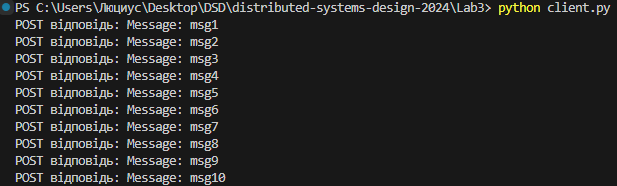 PS C:\Users\Люциус\Desktop\DSD\distributed-systems-design-2024\Lab3> python client.py
POST відповідь: Message: msg1
POST відповідь: Message: msg2
POST відповідь: Message: msg3
POST відповідь: Message: msg4
POST відповідь: Message: msg5
POST відповідь: Message: msg6
POST відповідь: Message: msg7
POST відповідь: Message: msg8
POST відповідь: Message: msg9
POST відповідь: Message: msg10